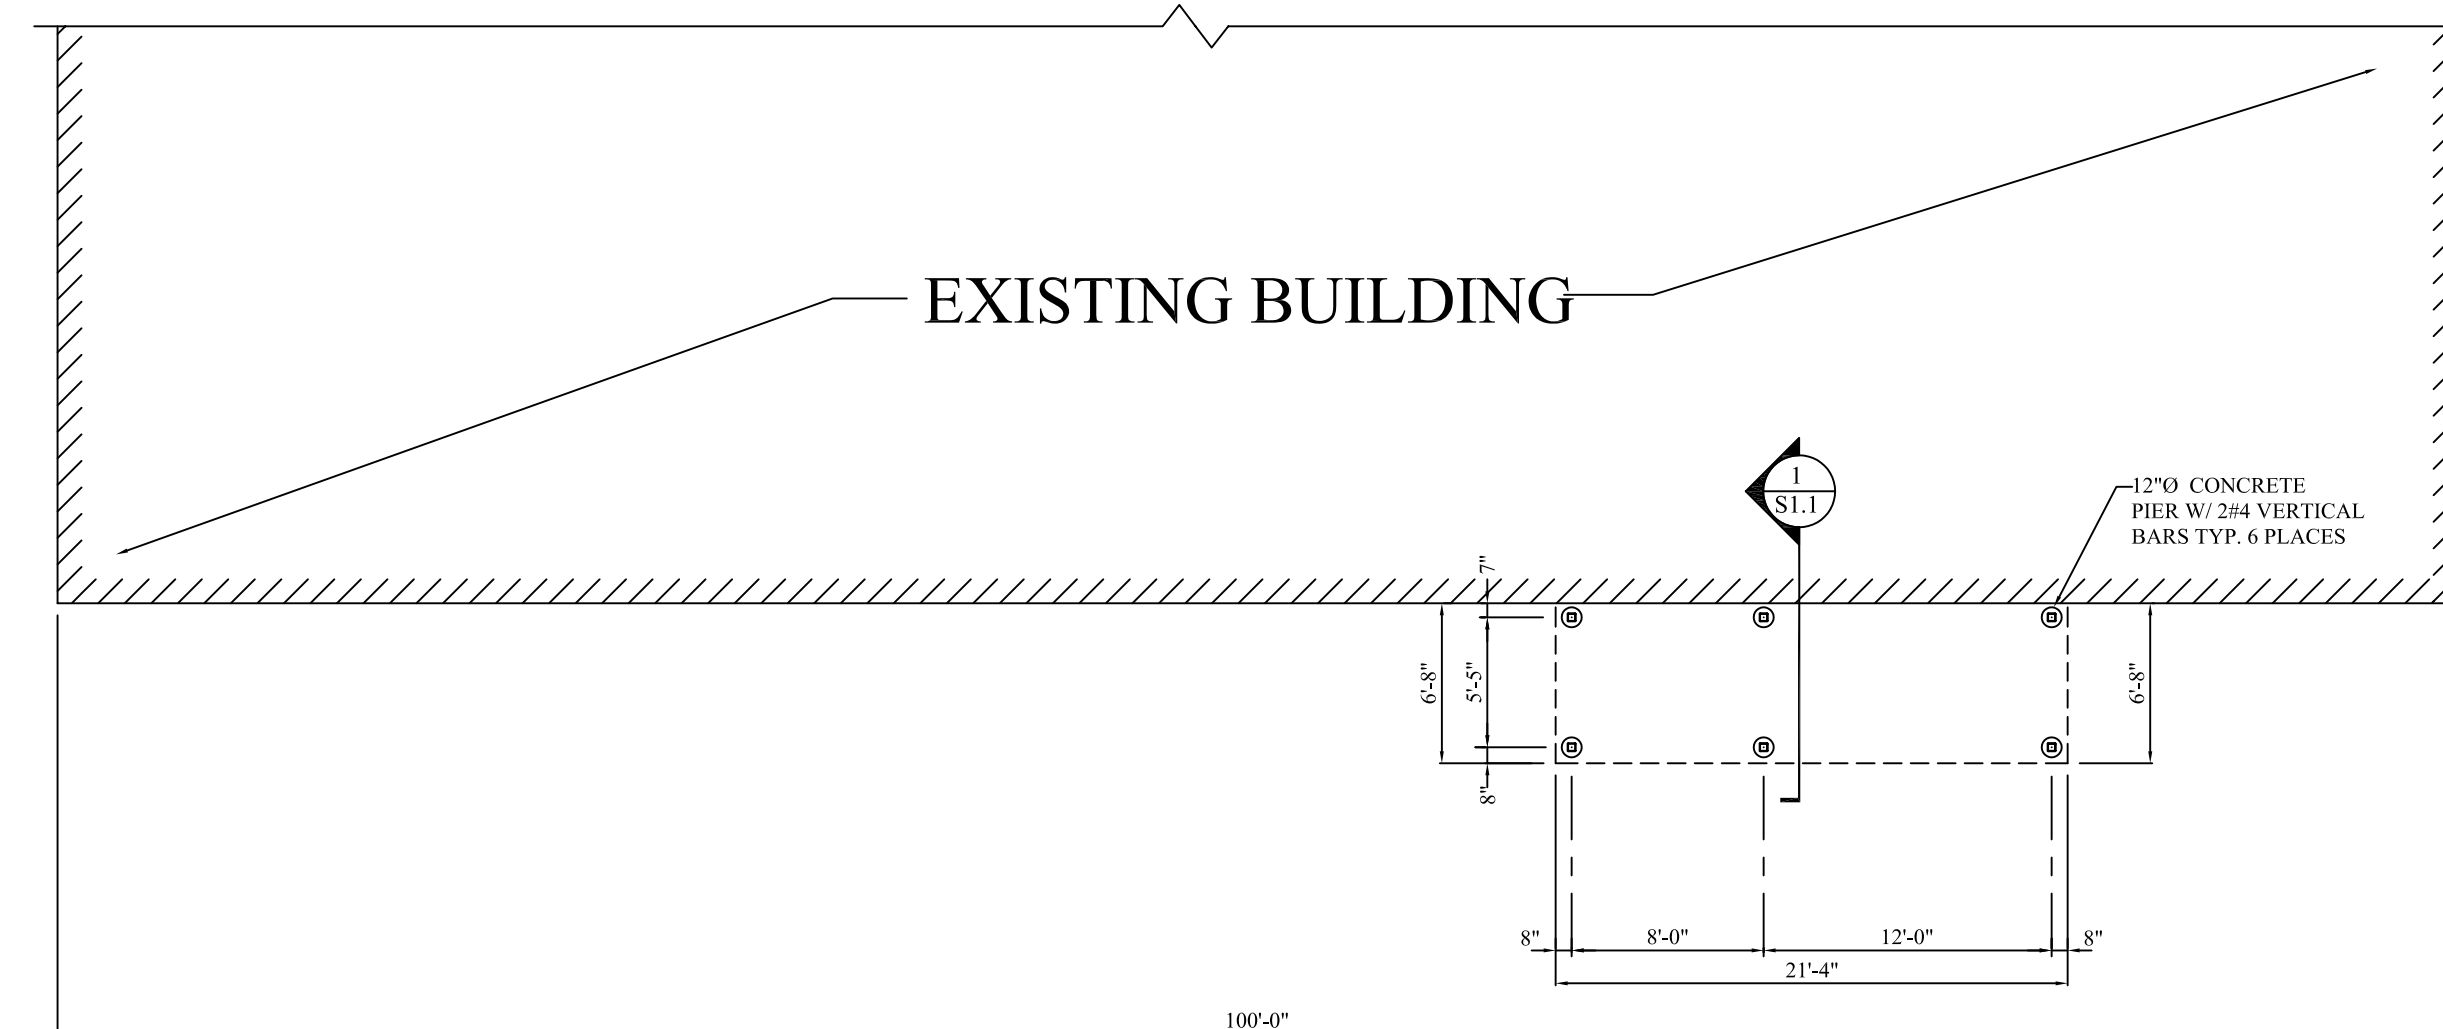 EXISTING BUILDING
1
S1.1
12"Ø CONCRETE
PIER W/ 2#4 VERTICAL
BARS TYP. 6 PLACES
7"
6'-8"
5'-5"
6'-8"
8"
8"
8'-0"
12'-0"
8"
21'-4"
100'-0"